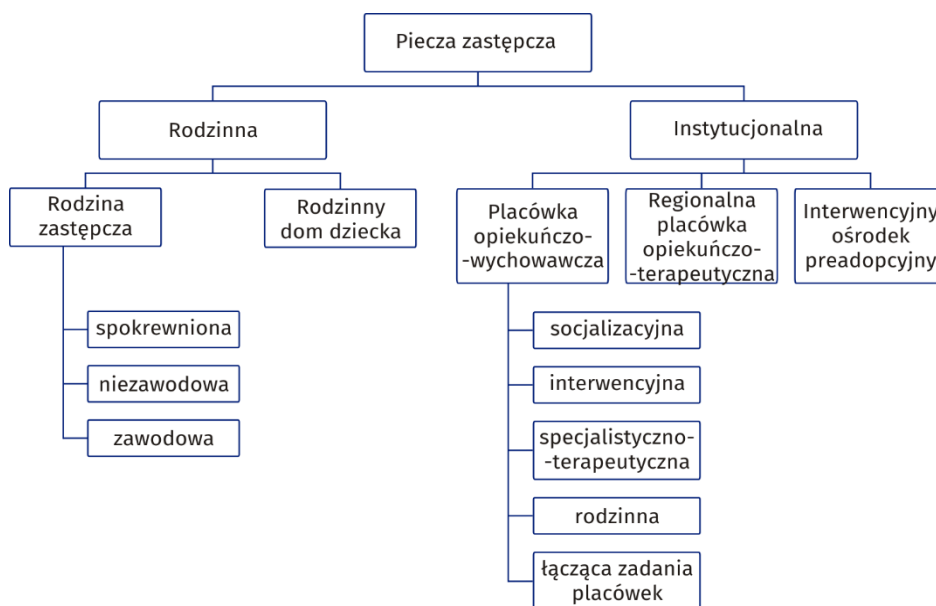 Piecza zastępcza
Rodzinna
Instytucjonalna
Rodzina
zastępcza
Rodzinny
dom dziecka
Placówka
opiekuńczo-
-wychowawcza
Regionalna
placówka
opiekuńczo-
-terapeutyczna
Interwencyjny
ośrodek
preadopcyjny
spokrewniona
niezawodowa
zawodowa
socjalizacyjna
interwencyjna
specjalistyczno-
-terapeutyczna
rodzinna
łącząca zadania
placówek